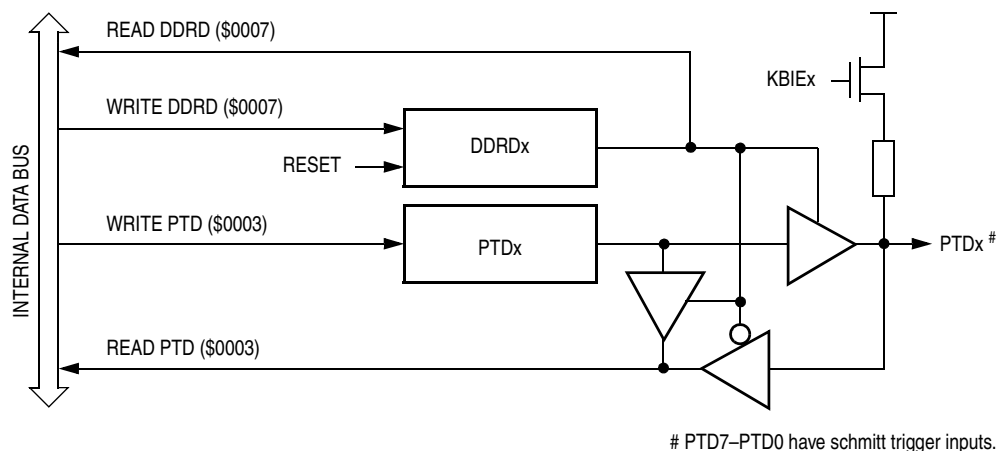 READ DDRD ($0007)
KBIEx
WRITE DDRD ($0007)
DDRDx
RESET
INTERNAL DATA BUS
WRITE PTD ($0003)
PTDx
PTDx #
READ PTD ($0003)
# PTD7–PTD0 have schmitt trigger inputs.